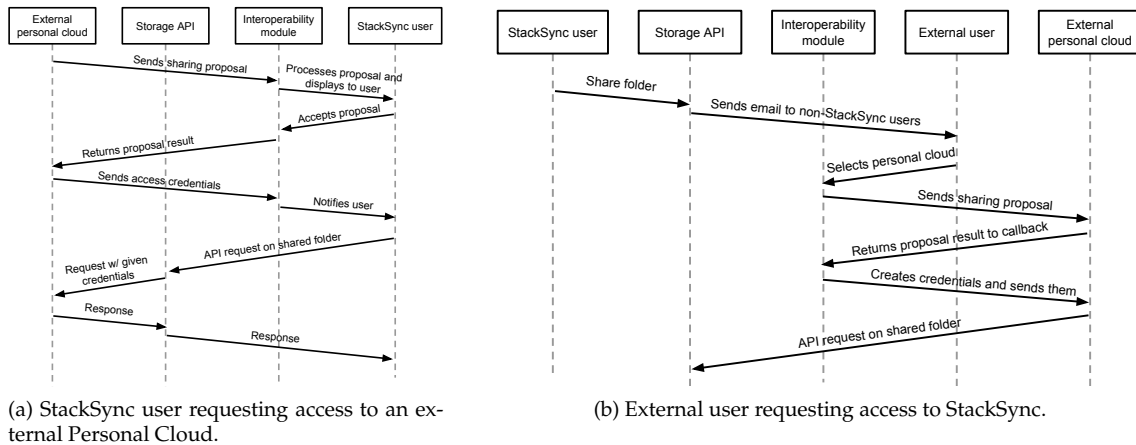 External
personal cloud
Storage API
Interoperability
module
StackSync user
Sends sharing proposal
Processes proposal and
displays to user
Accepts proposal
Returns proposal result
Sends access credentials
Notifies user
API request on shared folder
Request w/ given
credentials
Response
Response
(a) StackSync user requesting access to an ex-
ternal Personal Cloud.
StackSync user
Storage API
Interoperability
module
External user
External
personal cloud
Share folder
Sends email to non-StackSync users
Selects personal cloud
Sends sharing proposal
Returns proposal result to callback
Creates credentials and sends them
API request on shared folder
(b) External user requesting access to StackSync.